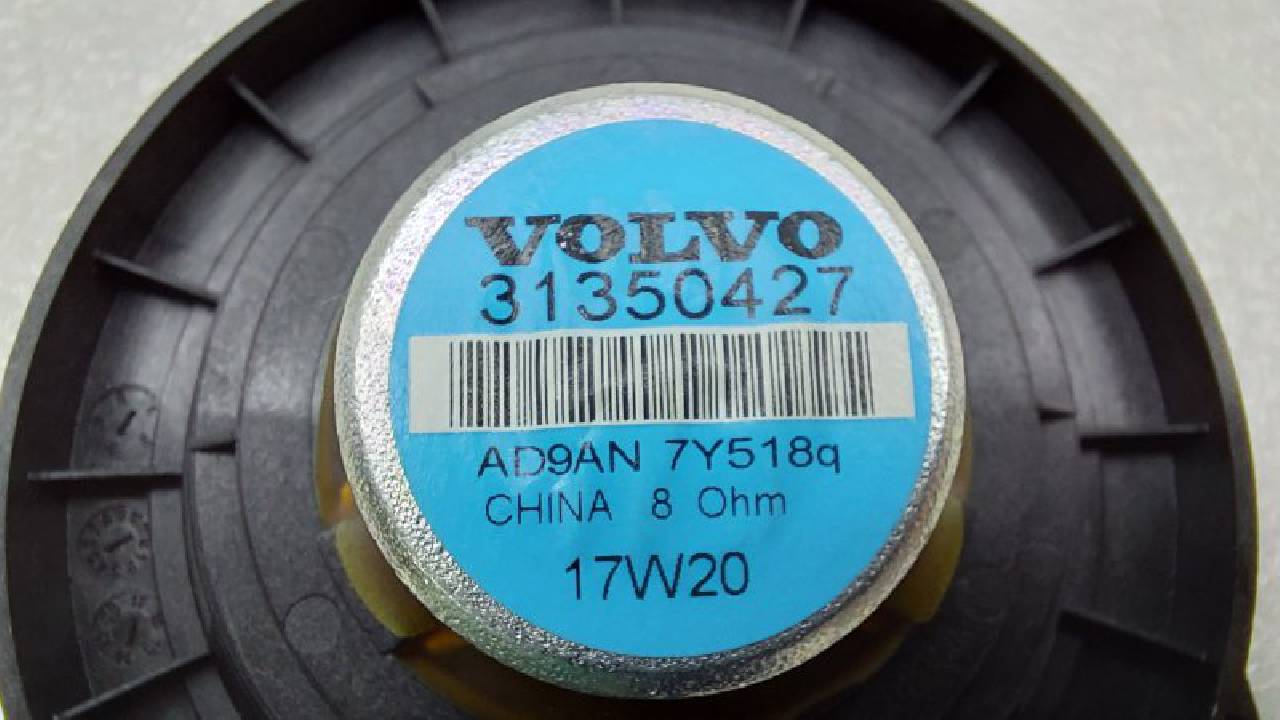 VOLVO
31350427
AD9AN 7Y518q
CHINA 8 Ohm
17W20